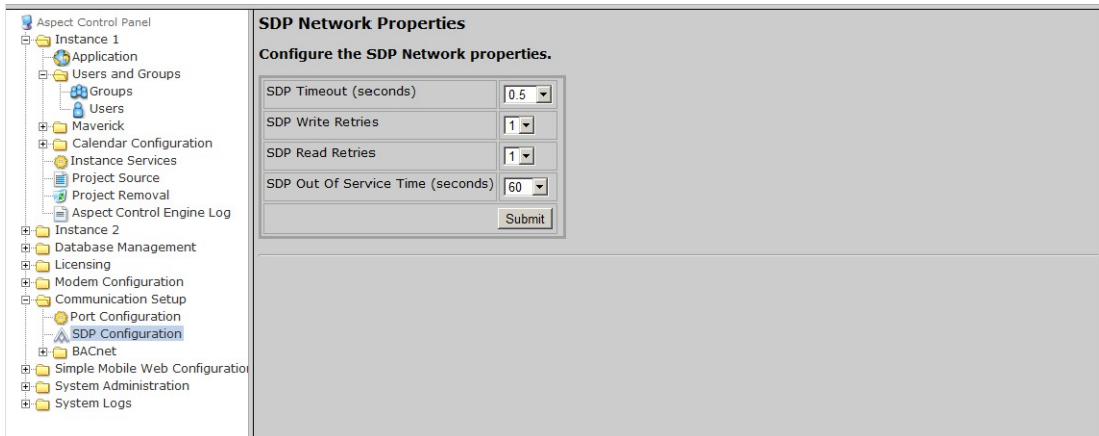 Aspect Control Panel
Instance 1
Application
Users and Groups
Groups
Users
Maverick
Calendar Configuration
Instance Services
Project Source
Project Removal
Aspect Control Engine Log
Instance 2
Database Management
Licensing
Modem Configuration
Communication Setup
Port Configuration
SDP Configuration
BACnet
Simple Mobile Web Configuration
System Administration
System Logs
SDP Network Properties
Configure the SDP Network properties.
SDP Timeout (seconds) 0.5
SDP Write Retries 1
SDP Read Retries 1
SDP Out Of Service Time (seconds) 60
Submit